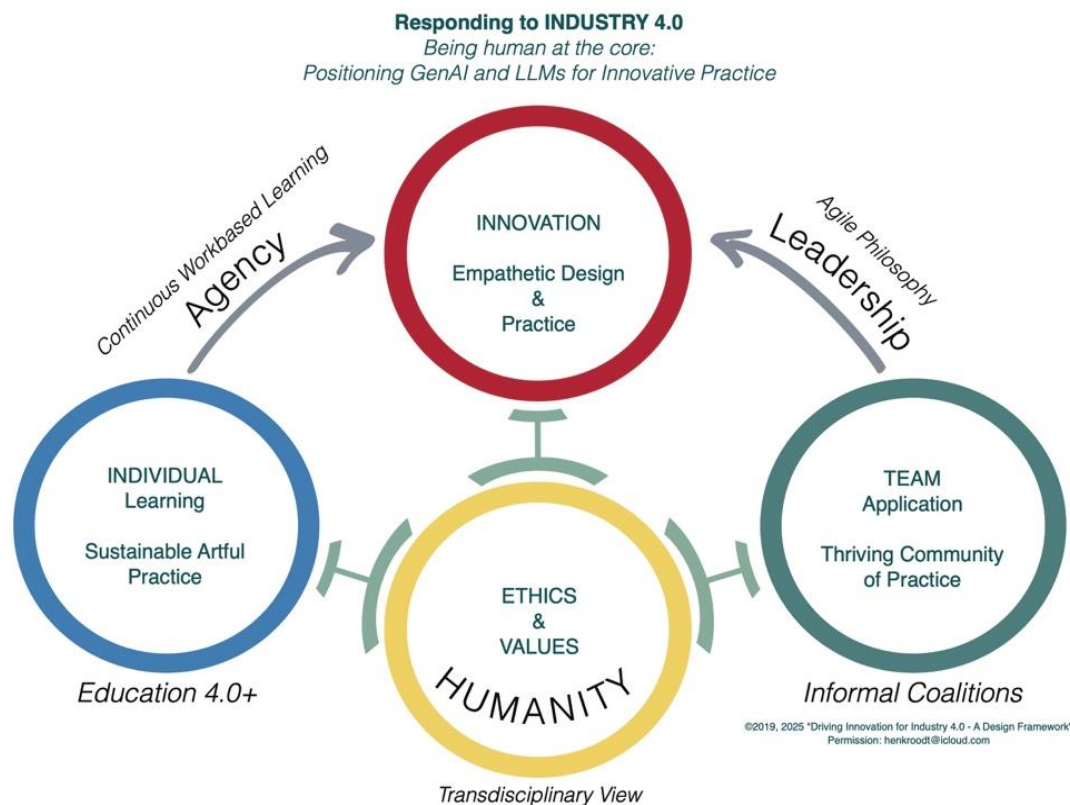 Responding to INDUSTRY 4.0
Being human at the core:
Positioning GenAI and LLMs for Innovative Practice
Continuous Workbased Learning
Agency
INNOVATION
Empathetic Design
&
Practice
Agile Philosophy
Leadership
INDIVIDUAL
Learning
Sustainable Artful
Practice
Education 4.0+
ETHICS
&
VALUES
HUMANITY
Transdisciplinary View
TEAM
Application
Thriving Community
of Practice
Informal Coalitions
©2019, 2025 "Driving Innovation for Industry 4.0 - A Design Framework"
Permission: henkroodt@icloud.com